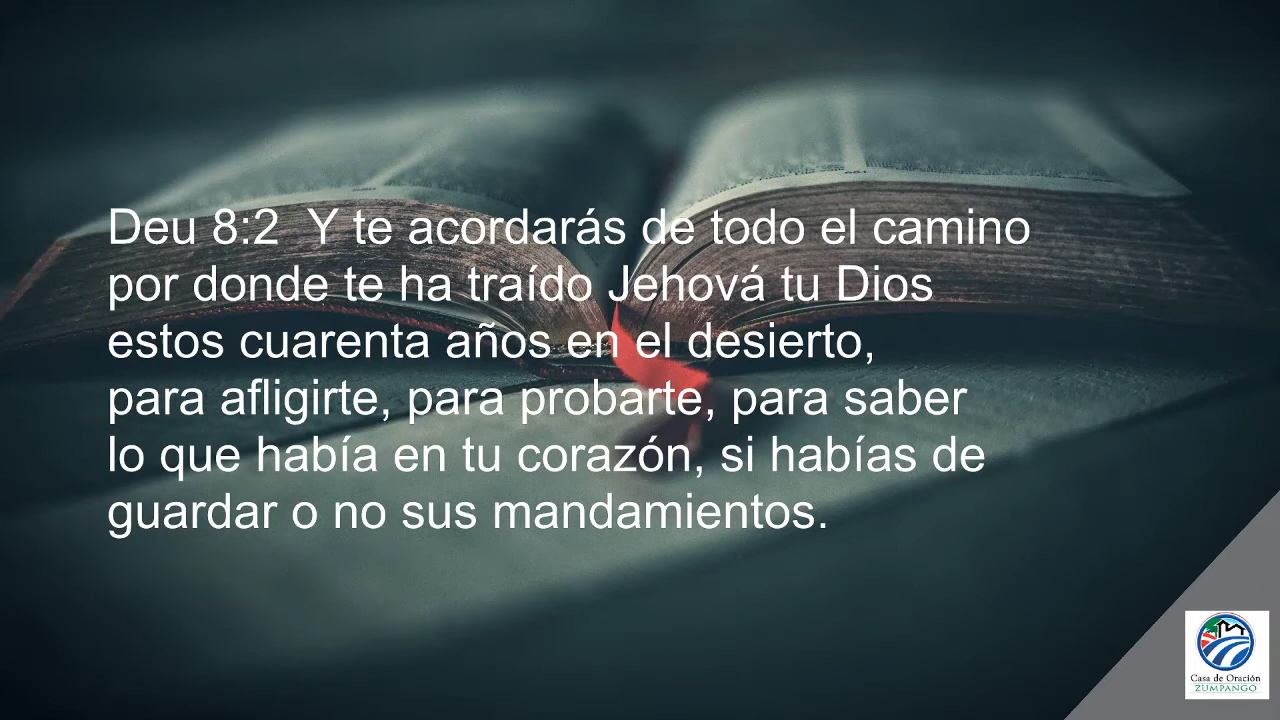 Deu 8:2  Y te acordarás de todo el camino
por donde te ha traído Jehová tu Dios
estos cuarenta años en el desierto,
para afligirte, para probarte, para saber
lo que había en tu corazón, si habías de
guardar o no sus mandamientos.
Casa de Oración
ZUMPANGO